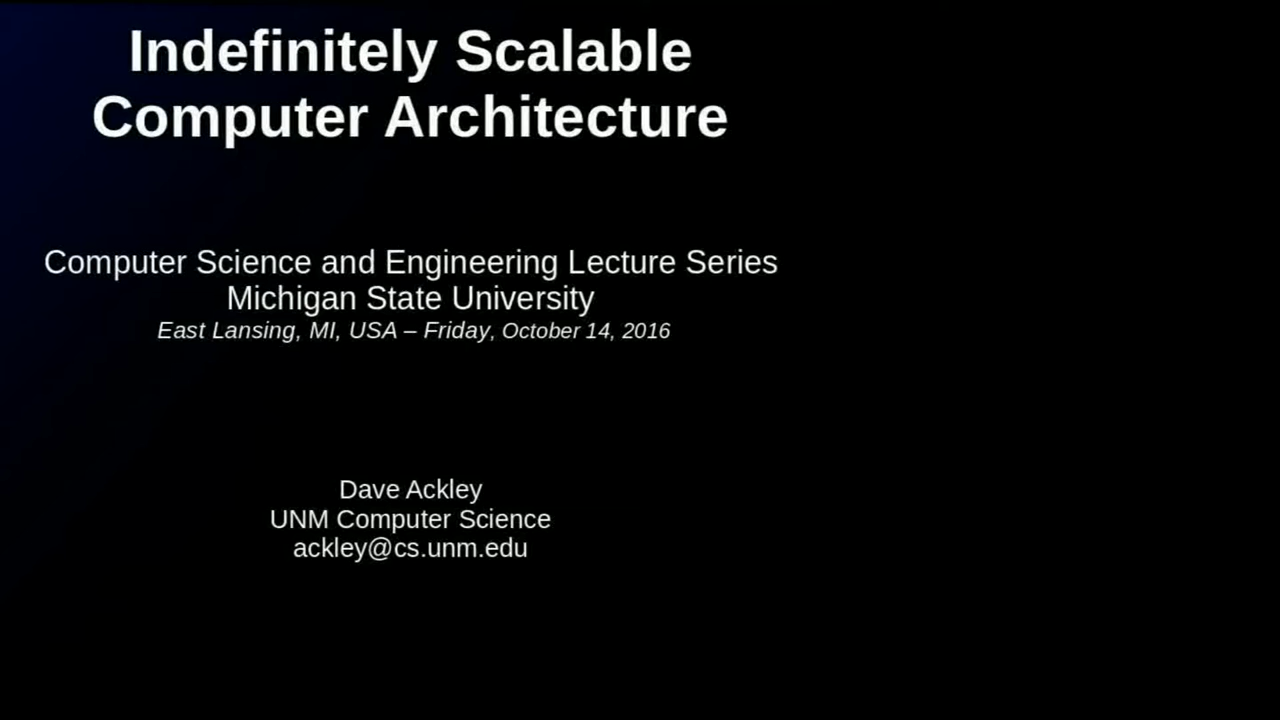 Indefinitely Scalable
Computer Architecture
Computer Science and Engineering Lecture Series
Michigan State University
East Lansing, MI, USA – Friday, October 14, 2016
Dave Ackley
UNM Computer Science
ackley@cs.unm.edu